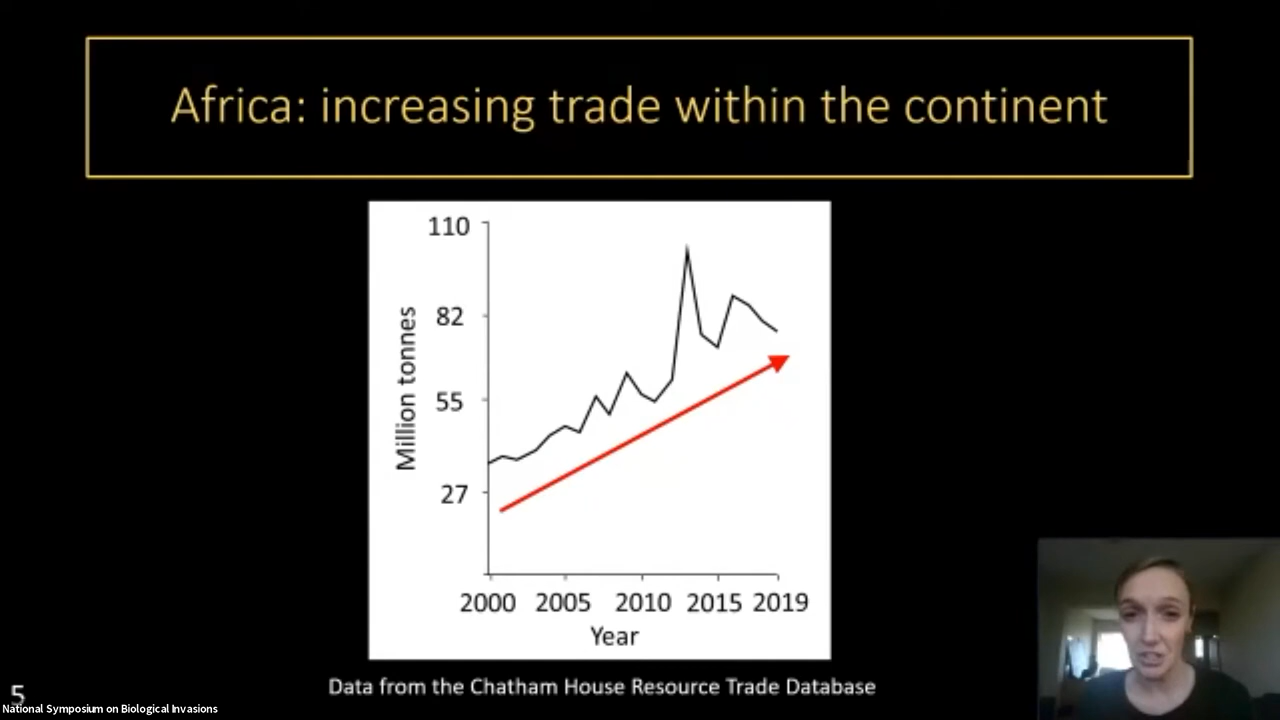 Africa: increasing trade within the continent
110
82
55
27
Million tonnes
2000 2005 2010 2015 2019
Year
Data from the Chatham House Resource Trade Database
5
National Symposium on Biological Invasions